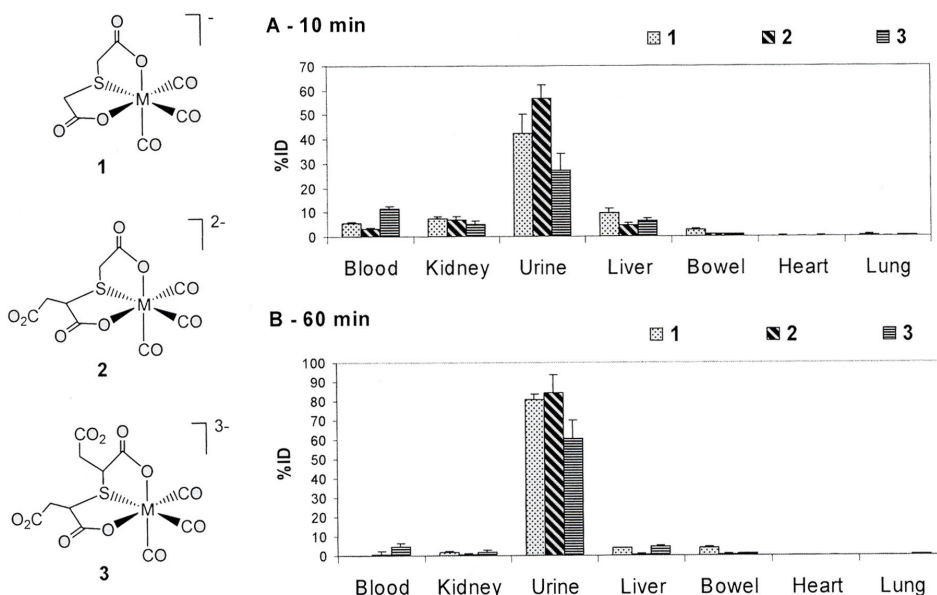 O
O
O
S
M
O
O
CO
CO
CO
-
1
O
O
O2C
S
M
O
O
CO
CO
CO
2-
2
CO2
O
O
O2C
S
M
O
O
CO
CO
CO
3-
3
A - 10 min
1 2 3
%ID
70
60
50
40
30
20
10
0
Blood Kidney Urine Liver Bowel Heart Lung
B - 60 min
1 2 3
%ID
100
90
80
70
60
50
40
30
20
10
0
Blood Kidney Urine Liver Bowel Heart Lung